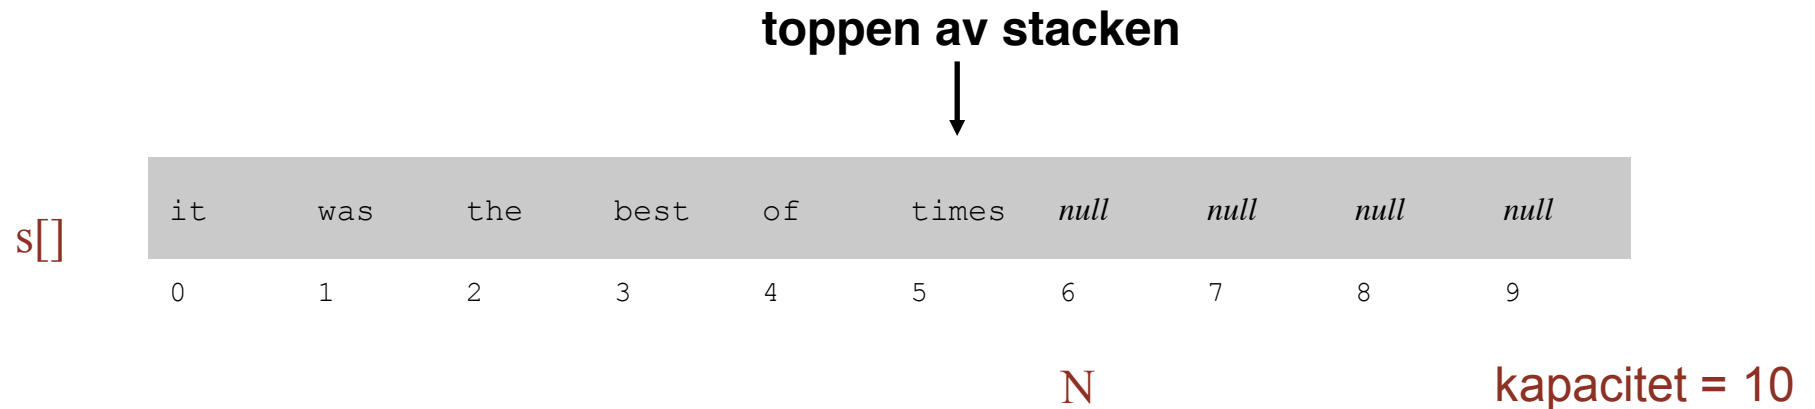 toppen av stacken
s[] it was the best of times null null null null
0 1 2 3 4 5 6 7 8 9
N kapacitet = 10